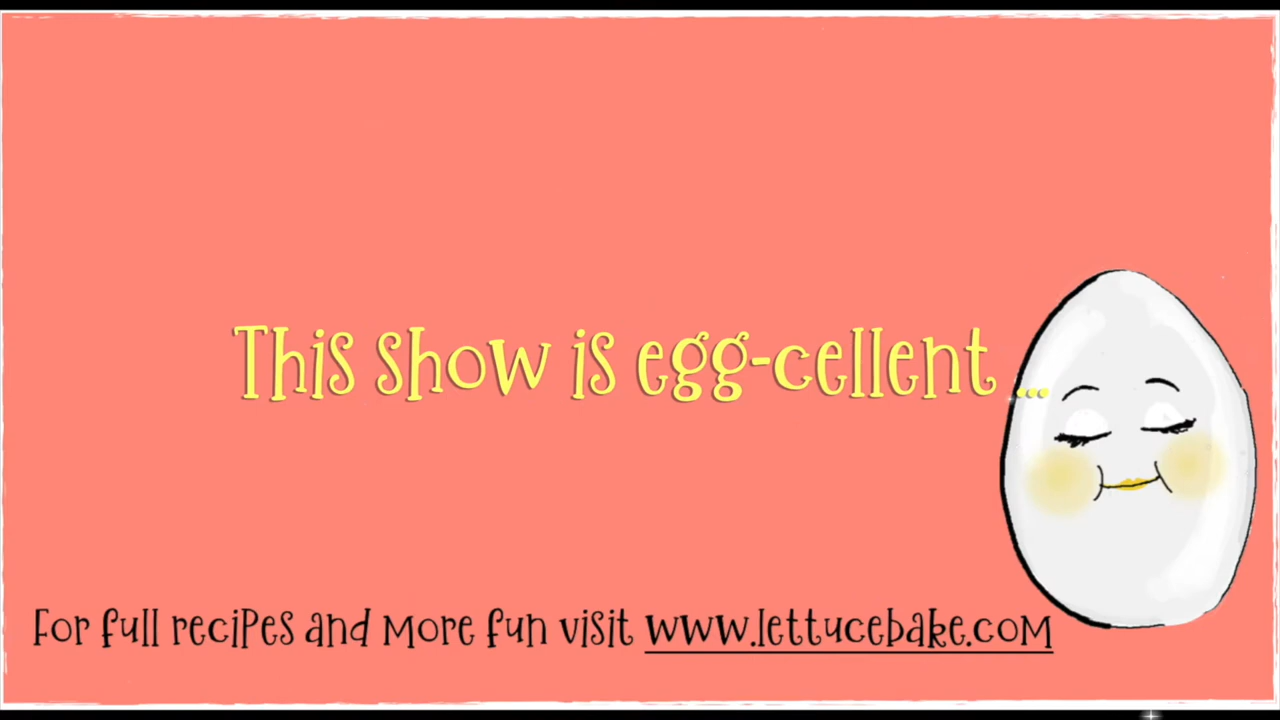 This show is egg-cellent ...
For full recipes and more fun visit www.lettucebake.com